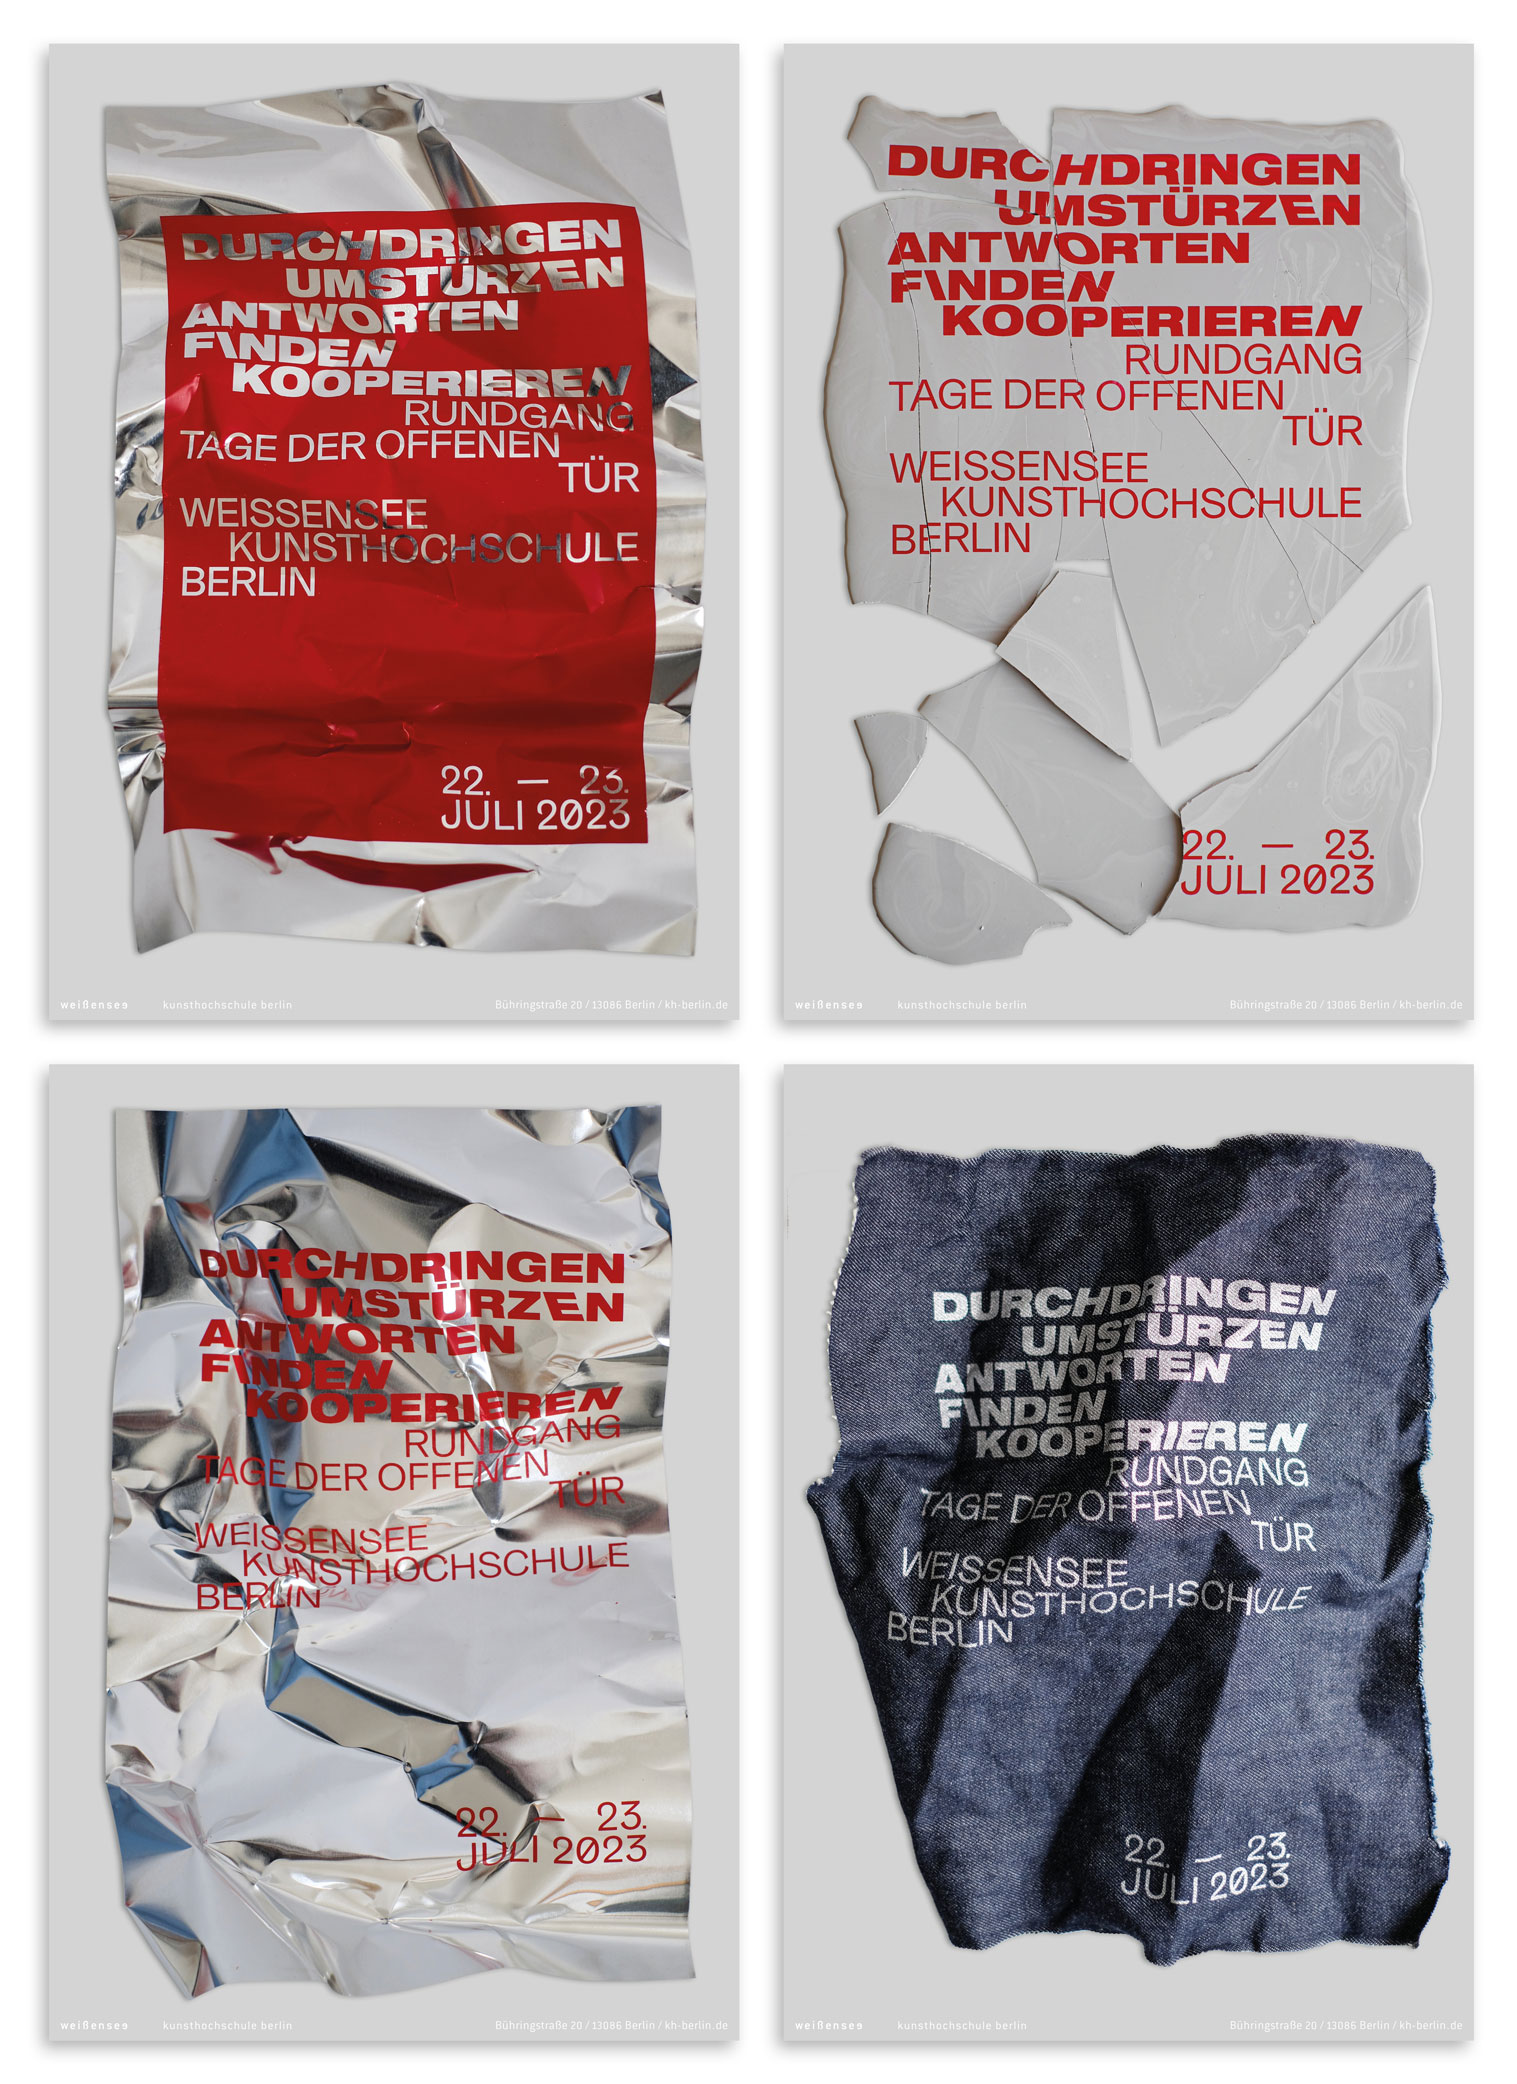 DURCHDRINGEN
UMSTÜRZEN
ANTWORTEN
FINDEN
KOOPERIEREN
RUNDGANG
TAGE DER OFFENEN
TÜR
WEISSENSEE
KUNSTHOCHSCHULE
BERLIN
22. — 23.
JULI 2023
weißensee kunsthochschule berlin Bühringstraße 20 / 13086 Berlin / kh-berlin.de
DURCHDRINGEN
UMSTÜRZEN
ANTWORTEN
FINDEN
KOOPERIEREN
RUNDGANG
TAGE DER OFFENEN
TÜR
WEISSENSEE
KUNSTHOCHSCHULE
BERLIN
22. — 23.
JULI 2023
weißensee kunsthochschule berlin Bühringstraße 20 / 13086 Berlin / kh-berlin.de
DURCHDRINGEN
UMSTÜRZEN
ANTWORTEN
FINDEN
KOOPERIEREN
RUNDGANG
TAGE DER OFFENEN
TÜR
WEISSENSEE
KUNSTHOCHSCHULE
BERLIN
22. — 23.
JULI 2023
weißensee kunsthochschule berlin Bühringstraße 20 / 13086 Berlin / kh-berlin.de
DURCHDRINGEN
UMSTÜRZEN
ANTWORTEN
FINDEN
KOOPERIEREN
RUNDGANG
TAGE DER OFFENEN
TÜR
WEISSENSEE
KUNSTHOCHSCHULE
BERLIN
22. — 23.
JULI 2023
weißensee kunsthochschule berlin Bühringstraße 20 / 13086 Berlin / kh-berlin.de